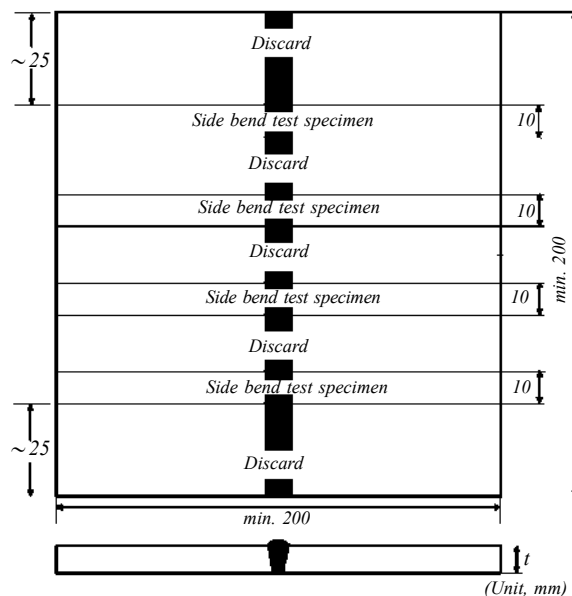 Discard
~25
Side bend test specimen
10
Discard
Side bend test specimen
10
Discard
min. 200
Side bend test specimen
10
Discard
Side bend test specimen
10
~25
Discard
min. 200
t
(Unit, mm)